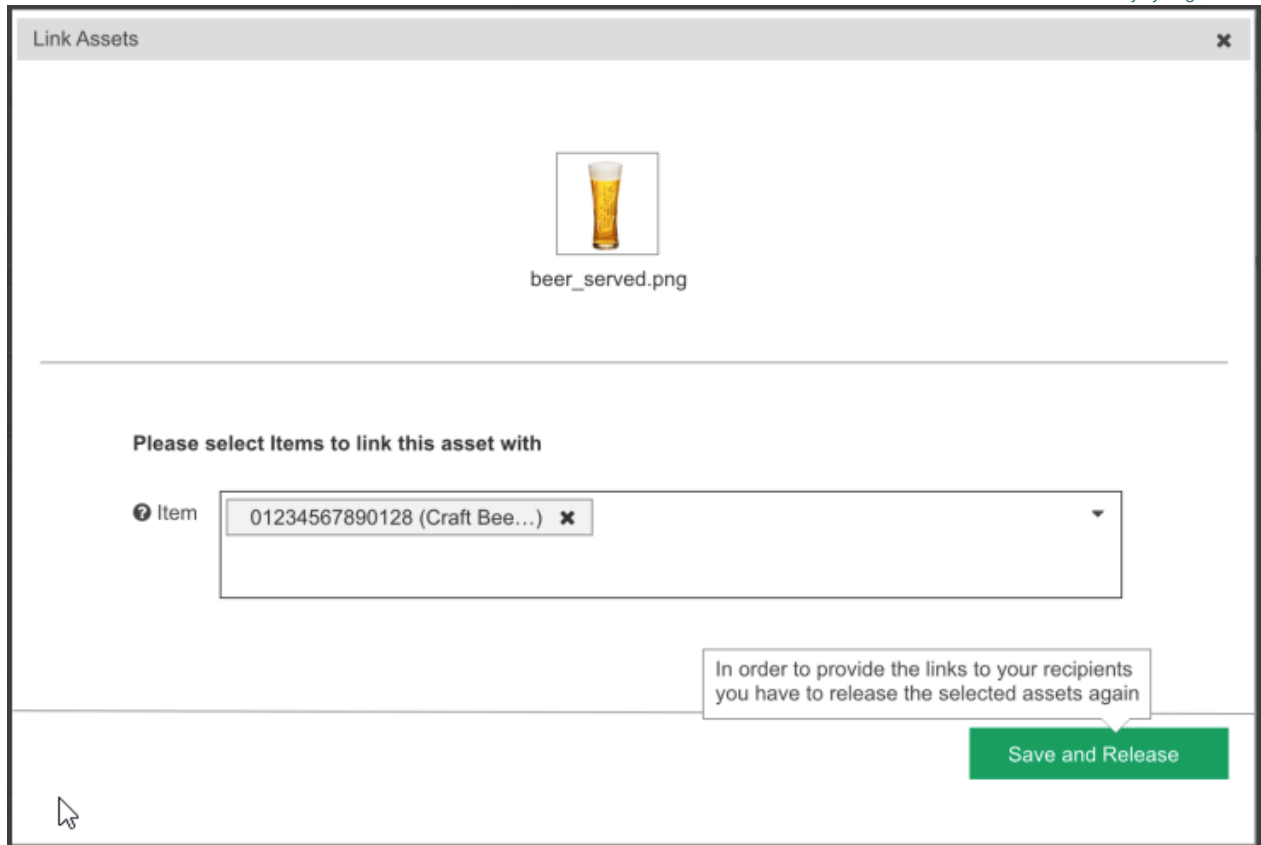 Link Assets
beer_served.png
Please select Items to link this asset with
Item
01234567890128 (Craft Bee…)
In order to provide the links to your recipients
you have to release the selected assets again
Save and Release